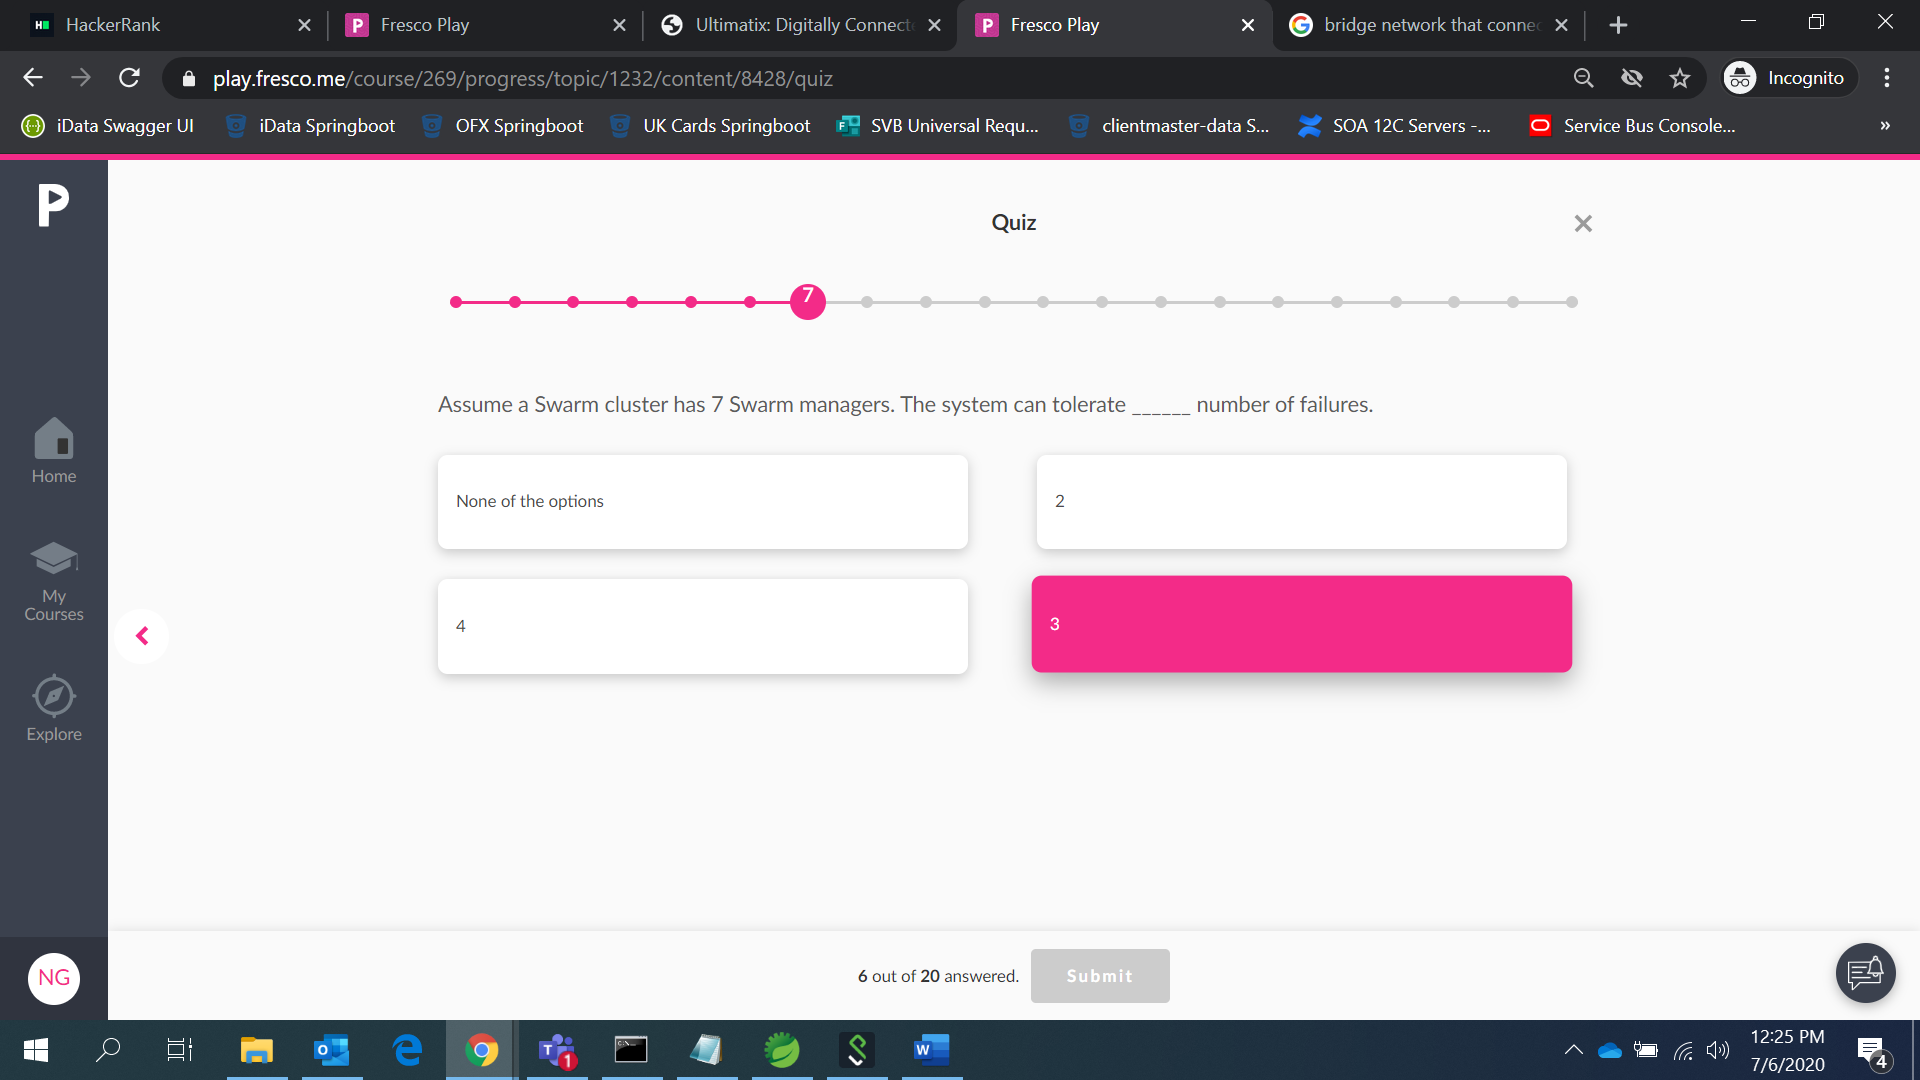 HackerRank
Fresco Play
Ultimatix: Digitally Connect
Fresco Play
bridge network that connec
play.fresco.me/course/269/progress/topic/1232/content/8428/quiz
Incognito
iData Swagger UI
iData Springboot
OFX Springboot
UK Cards Springboot
SVB Universal Requ...
clientmaster-data S...
SOA 12C Servers -...
Service Bus Console...
»
Quiz
7
Assume a Swarm cluster has 7 Swarm managers. The system can tolerate ______ number of failures.
None of the options
2
4
3
Home
My
Courses
Explore
NG
6 out of 20 answered.
Submit
1
12:25 PM
7/6/2020
4